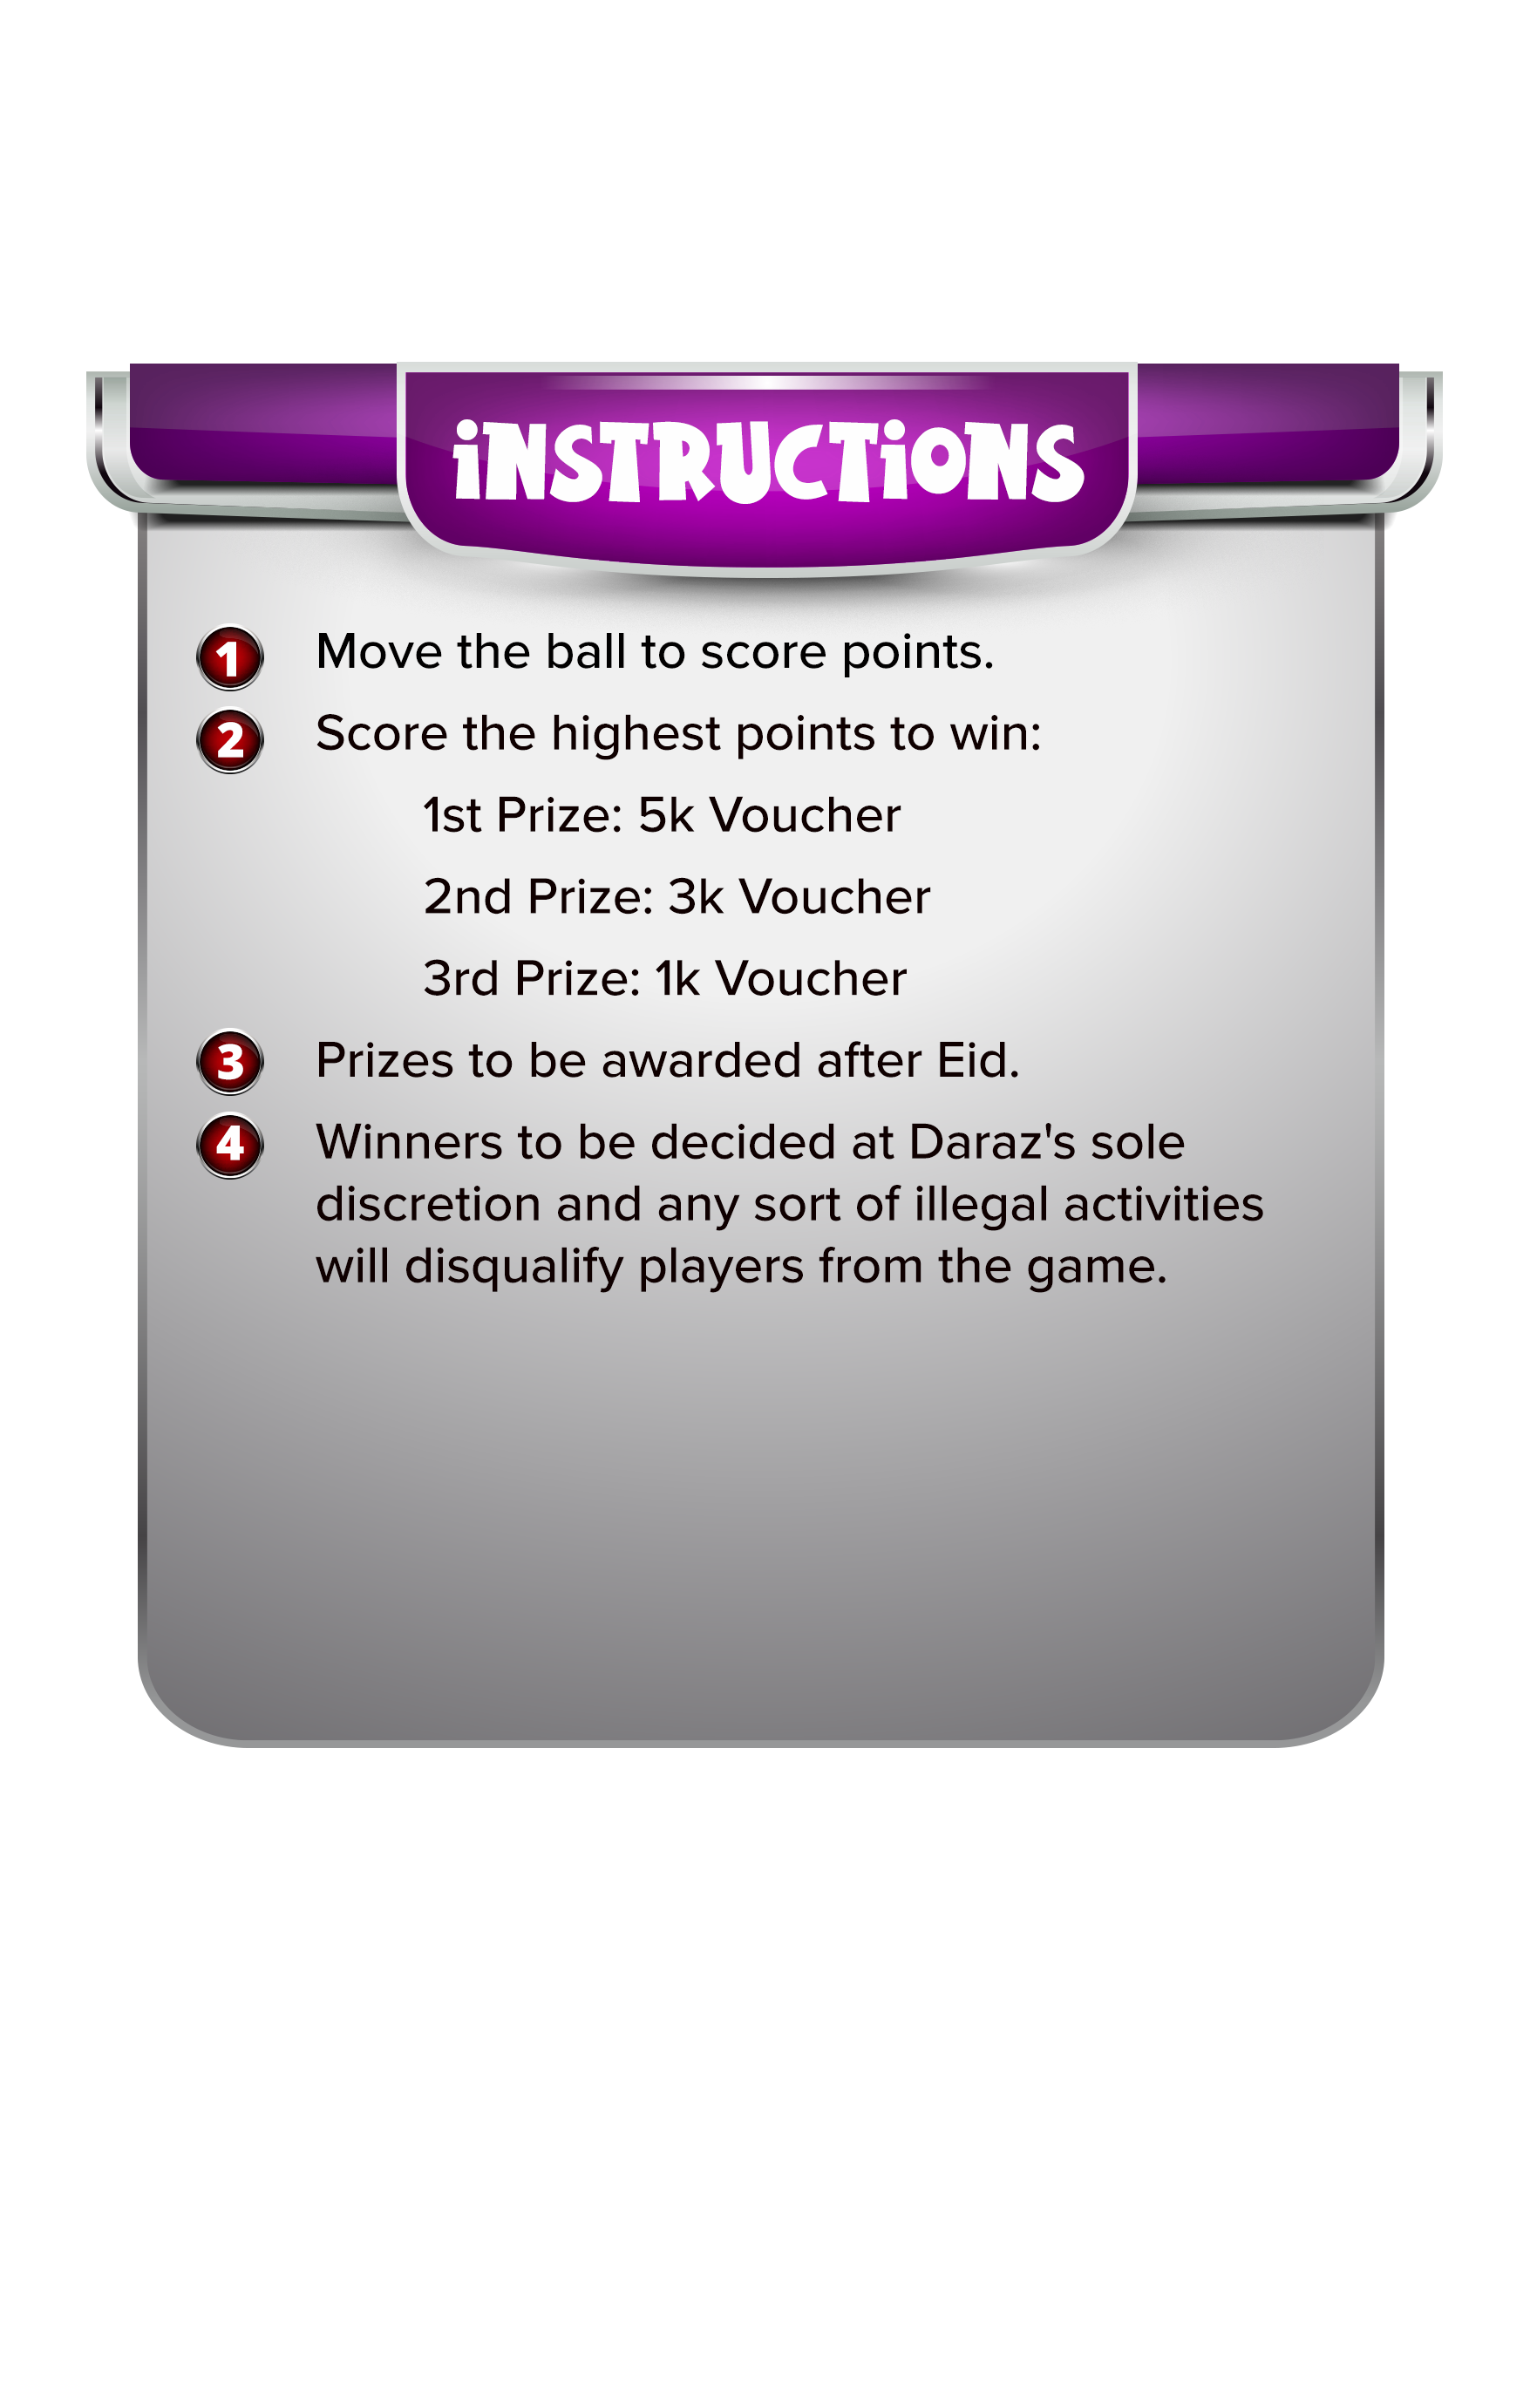 iNSTRUCTiONS
1 Move the ball to score points.
2 Score the highest points to win:
1st Prize: 5k Voucher
2nd Prize: 3k Voucher
3rd Prize: 1k Voucher
3 Prizes to be awarded after Eid.
4 Winners to be decided at Daraz's sole
discretion and any sort of illegal activities
will disqualify players from the game.